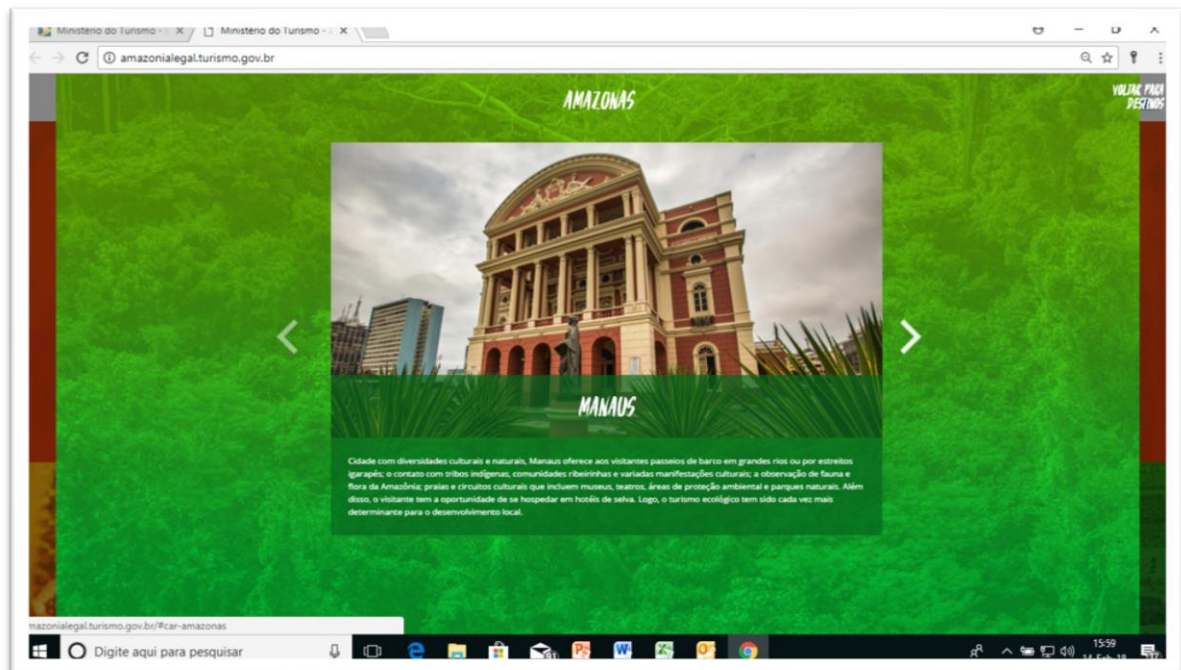 Ministério do Turismo -
Ministério do Turismo -
amazonialegal.turismo.gov.br
AMAZONAS
VOLTAR PARA
DESTINOS
MANAUS
Cidade com diversidades culturais e naturais, Manaus oferece aos visitantes passeios de barco em grandes rios ou por estreitos
igarapés; o contato com tribos indígenas, comunidades ribeirinhas e variadas manifestações culturais; a observação de fauna e
flora da Amazônia; praias e circuitos culturais que incluem museus, teatros, áreas de proteção ambiental e parques naturais. Além
disso, o visitante tem a oportunidade de se hospedar em hotéis de selva. Logo, o turismo ecológico tem sido cada vez mais
determinante para o desenvolvimento local.
mazonialegal.turismo.gov.br/#car-amazonas
Digite aqui para pesquisar
15:59
14-Feb-18